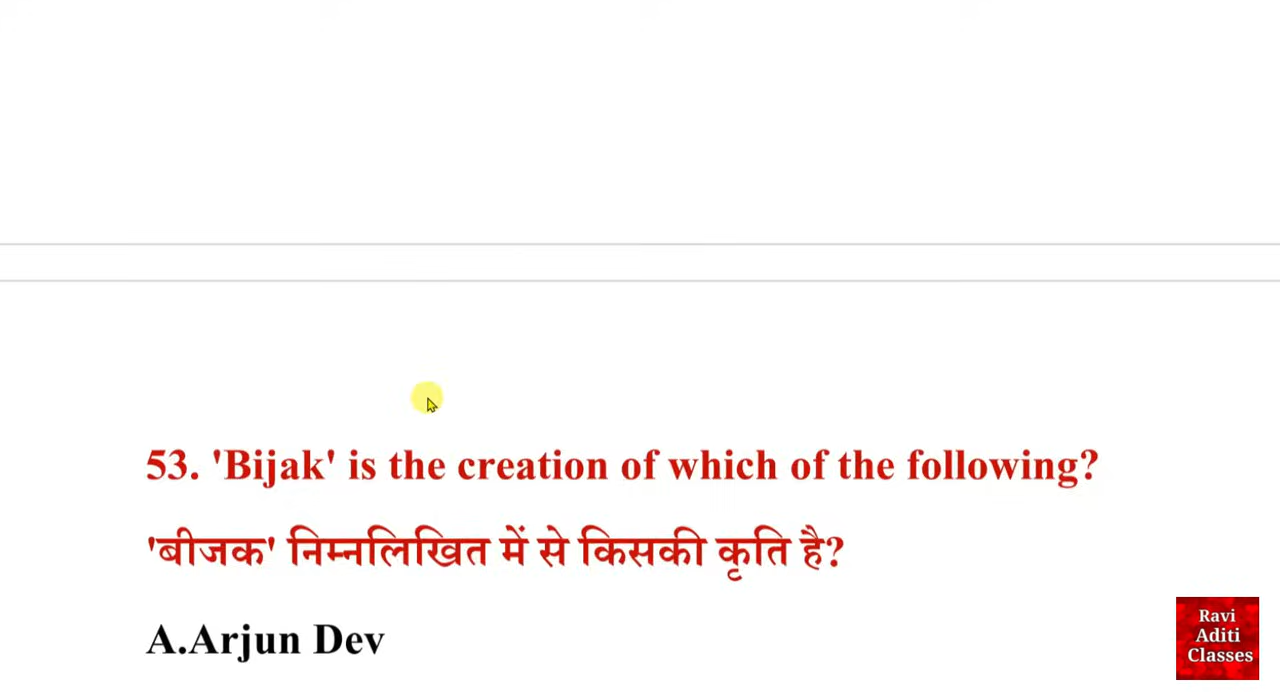 53. 'Bijak' is the creation of which of the following?
'बीजक' निम्नलिखित में से किसकी कृति है?
A.Arjun Dev
Ravi
Aditi
Classes